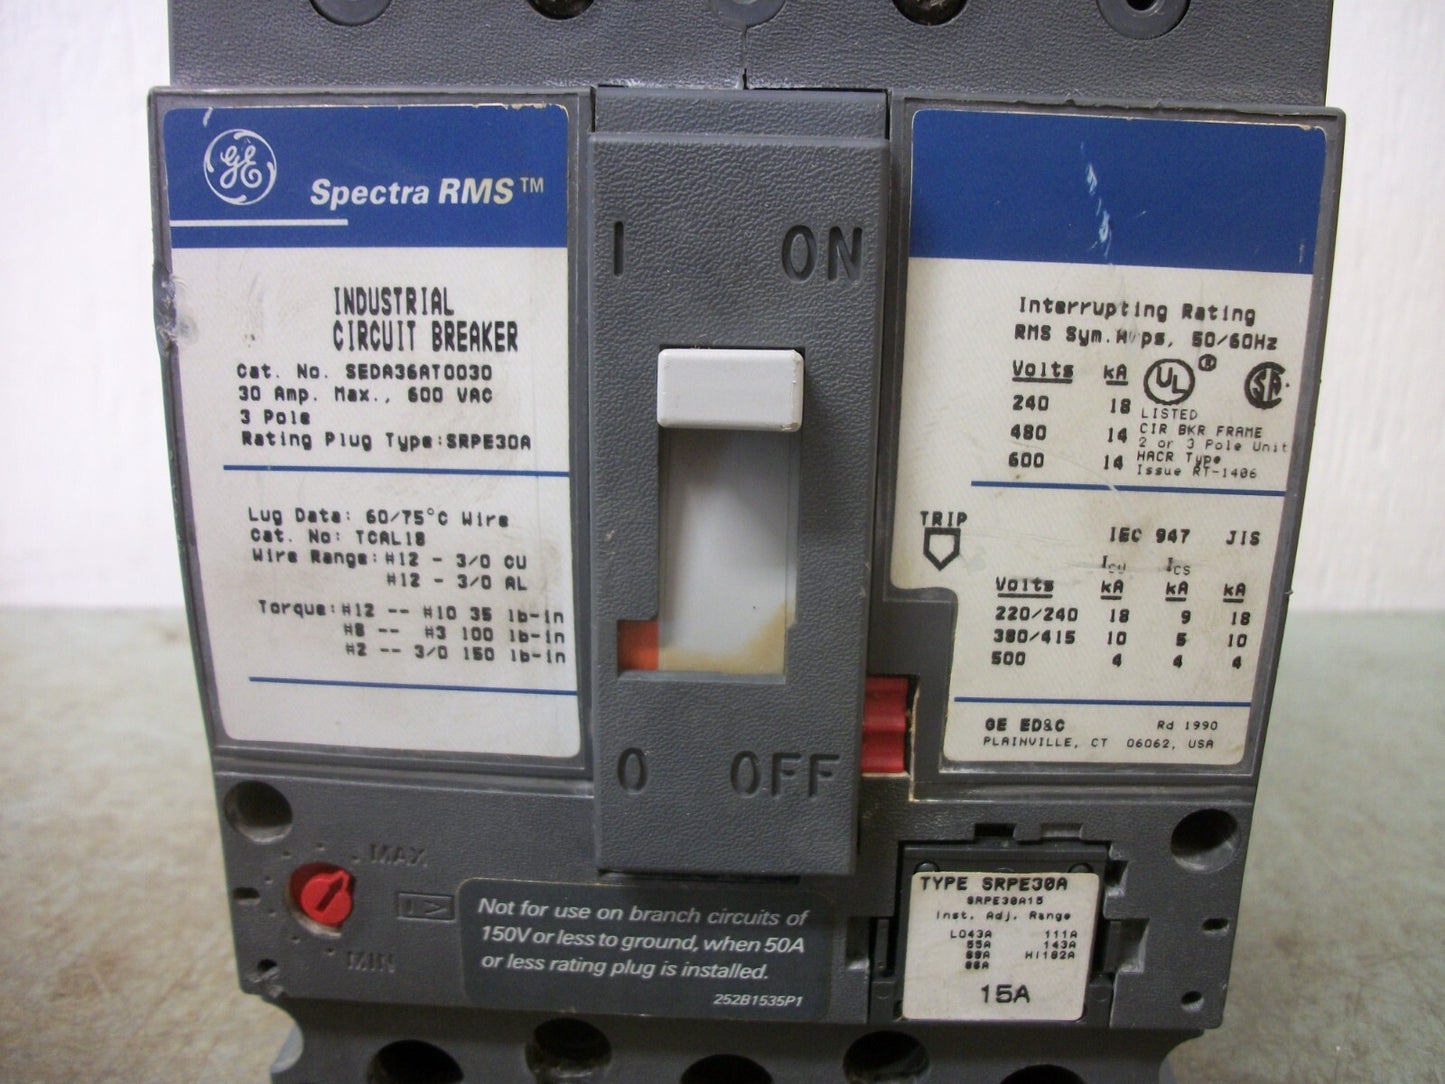 GE
Spectra RMS™
INDUSTRIAL
CIRCUIT BREAKER
Cat. No. SEDA36AT0030
30 Amp. Max., 600 VAC
3 Pole
Rating Plug Type:SRPE30A
Lug Data: 60/75°C Wire
Cat. No: TCAL18
Wire Range:#12 - 3/0 CU
#12 - 3/0 AL
Torque:#12 -- #10 35 lb-in
#8 -- #3 100 lb-in
#2 -- 3/0 150 lb-in
I ON
O OFF
Interrupting Rating
RMS Sym. Amps, 50/60Hz
Volts kA
240 18
480 14
600 14
UL ®
LISTED
CIR BKR FRAME
2 or 3 Pole Unit
HACR Type
Issue RT-1406
TRIP
IEC 947 JIS
Icu Ics
Volts kA kA kA
220/240 18 9 18
380/415 10 5 10
500 4 4 4
GE ED&C Rd 1990
PLAINVILLE, CT 06062, USA
MAX
I >
MIN
Not for use on branch circuits of
150V or less to ground, when 50A
or less rating plug is installed.
252B1535P1
TYPE SRPE30A
SRPE30A15
Inst. Adj. Range
LO43A 111A
55A 143A
HI182A
15A